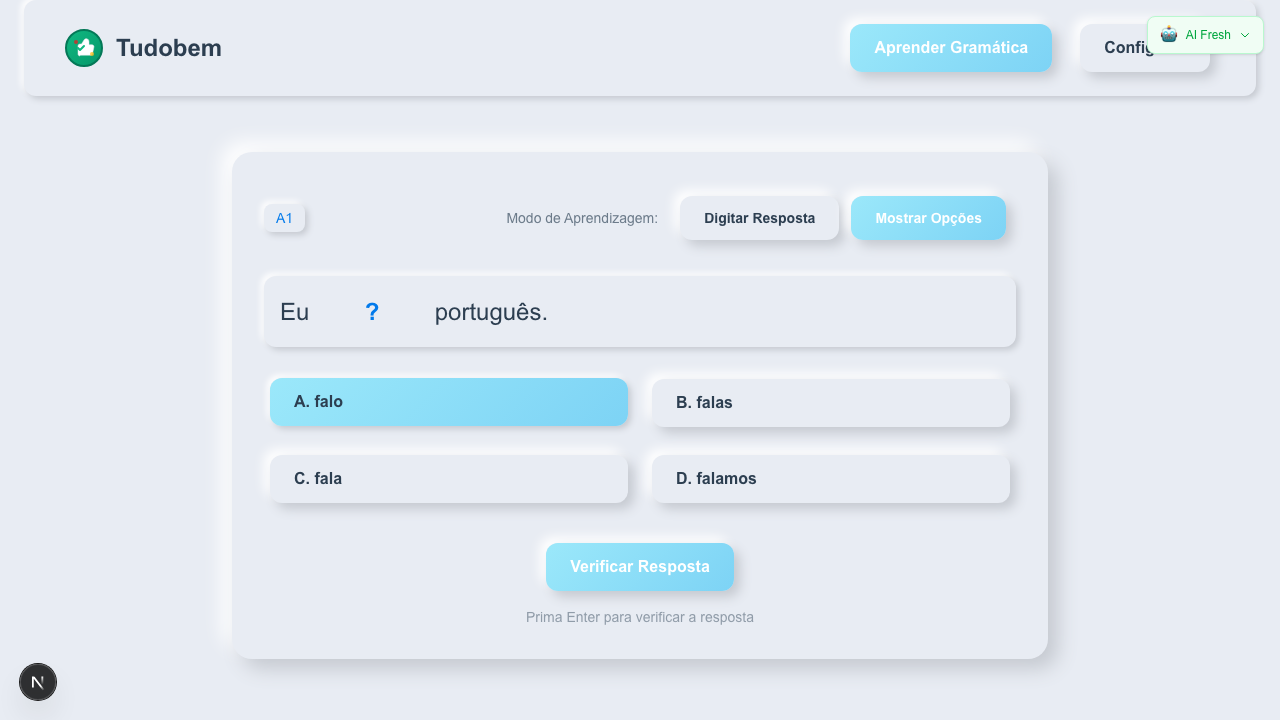 Tudobem
Aprender Gramática
Config
AI Fresh
A1
Modo de Aprendizagem:
Digitar Resposta
Mostrar Opções
Eu ? português.
A. falo
B. falas
C. fala
D. falamos
Verificar Resposta
Prima Enter para verificar a resposta
N